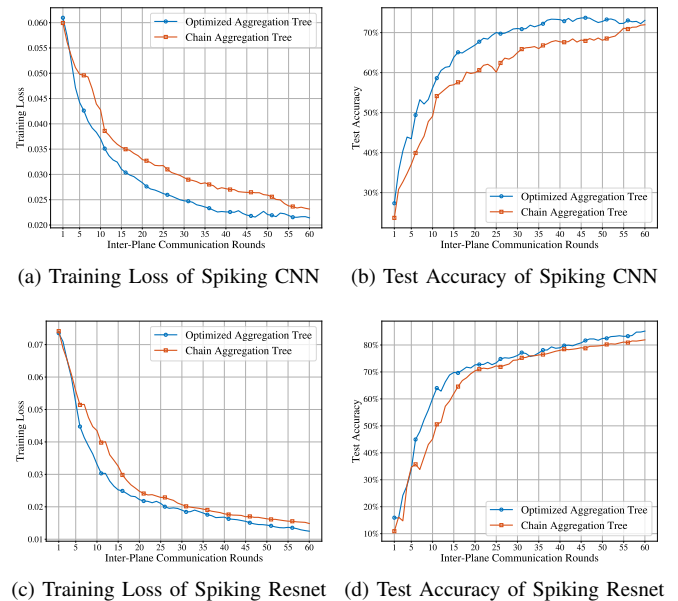 0.060
0.055
0.050
0.045
0.040
0.035
0.030
0.025
0.020
Training Loss
Optimized Aggregation Tree
Chain Aggregation Tree
1 5 10 15 20 25 30 35 40 45 50 55 60
Inter-Plane Communication Rounds
(a) Training Loss of Spiking CNN
70%
60%
50%
40%
30%
Test Accuracy
Optimized Aggregation Tree
Chain Aggregation Tree
1 5 10 15 20 25 30 35 40 45 50 55 60
Inter-Plane Communication Rounds
(b) Test Accuracy of Spiking CNN
0.07
0.06
0.05
0.04
0.03
0.02
0.01
Training Loss
Optimized Aggregation Tree
Chain Aggregation Tree
1 5 10 15 20 25 30 35 40 45 50 55 60
Inter-Plane Communication Rounds
(c) Training Loss of Spiking Resnet
80%
70%
60%
50%
40%
30%
20%
10%
Test Accuracy
Optimized Aggregation Tree
Chain Aggregation Tree
1 5 10 15 20 25 30 35 40 45 50 55 60
Inter-Plane Communication Rounds
(d) Test Accuracy of Spiking Resnet